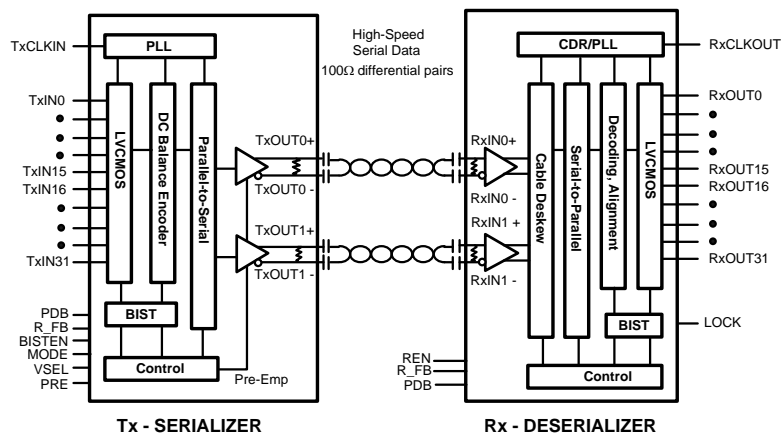 TxCLKIN
PLL
TxIN0
TxIN15
TxIN16
TxIN31
LVCMOS
DC Balance Encoder
Parallel-to-Serial
TxOUT0+
TxOUT0 -
TxOUT1+
TxOUT1 -
BIST
Control
Pre-Emp
PDB
R_FB
BISTEN
MODE
VSEL
PRE
Tx - SERIALIZER
High-Speed
Serial Data
100Ω differential pairs
CDR/PLL
RxCLKOUT
RxIN0+
RxIN0 -
RxIN1 +
RxIN1 -
Cable Deskew
Serial-to-Parallel
Decoding, Alignment
LVCMOS
RxOUT0
RxOUT15
RxOUT16
RxOUT31
BIST
LOCK
Control
REN
R_FB
PDB
Rx - DESERIALIZER